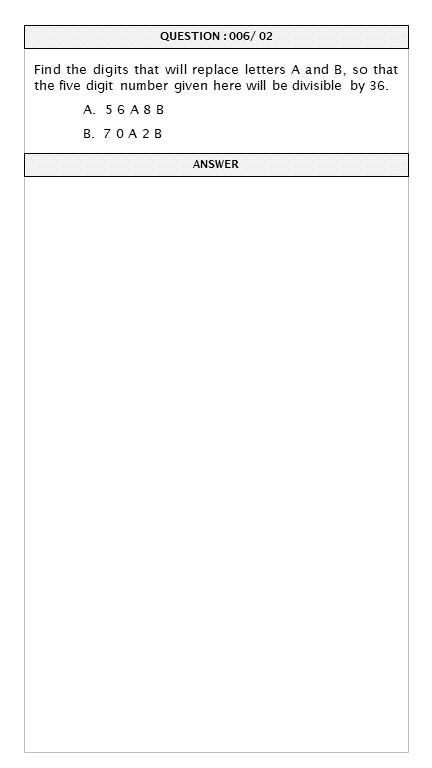 QUESTION : 006/ 02
Find the digits that will replace letters A and B, so that
the five digit number given here will be divisible by 36.
A. 5 6 A 8 B
B. 7 0 A 2 B
ANSWER